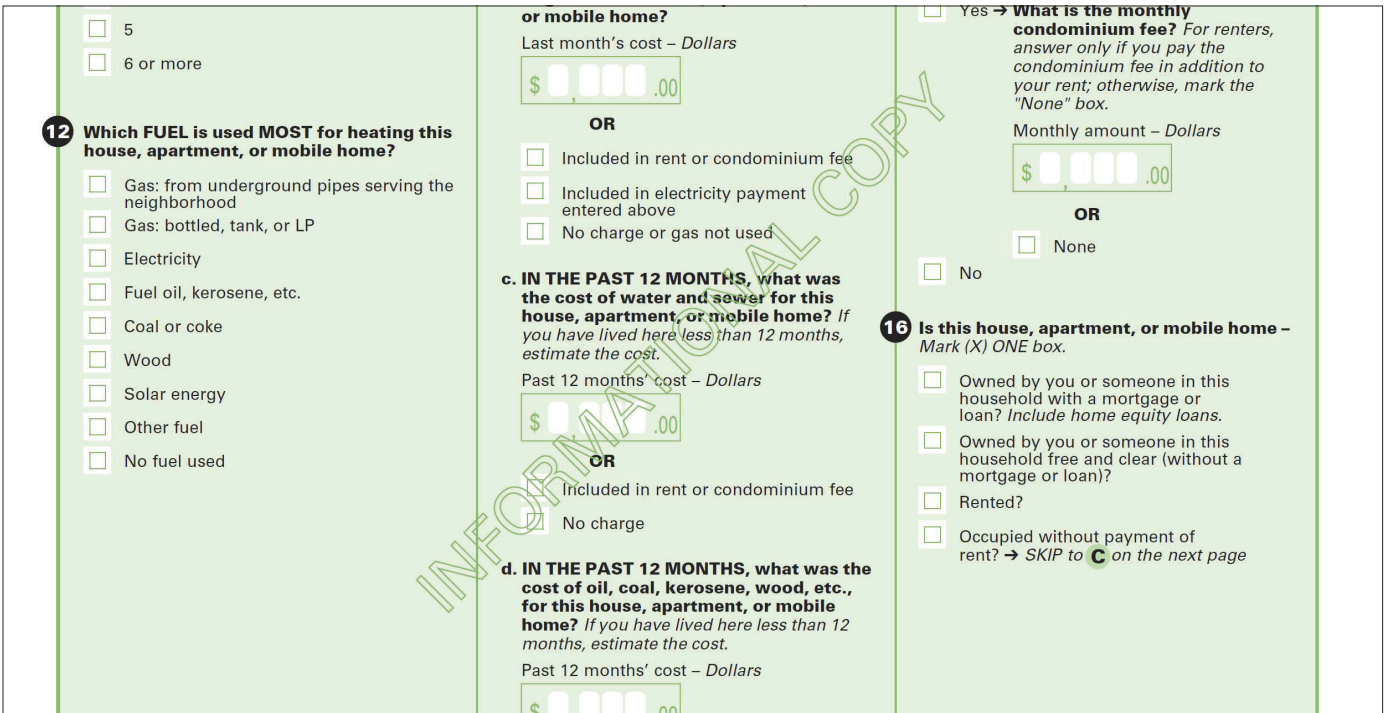 5
6 or more
12 Which FUEL is used MOST for heating this
house, apartment, or mobile home?
Gas: from underground pipes serving the
neighborhood
Gas: bottled, tank, or LP
Electricity
Fuel oil, kerosene, etc.
Coal or coke
Wood
Solar energy
Other fuel
No fuel used
or mobile home?
Last month's cost – Dollars
$ , .00
OR
Included in rent or condominium fee
Included in electricity payment
entered above
No charge or gas not used
c. IN THE PAST 12 MONTHS, what was
the cost of water and sewer for this
house, apartment, or mobile home? If
you have lived here less than 12 months,
estimate the cost.
Past 12 months' cost – Dollars
$ , .00
OR
Included in rent or condominium fee
No charge
d. IN THE PAST 12 MONTHS, what was the
cost of oil, coal, kerosene, wood, etc.,
for this house, apartment, or mobile
home? If you have lived here less than 12
months, estimate the cost.
Past 12 months' cost – Dollars
$ .00
Yes → What is the monthly
condominium fee? For renters,
answer only if you pay the
condominium fee in addition to
your rent; otherwise, mark the
"None" box.
Monthly amount – Dollars
$ , .00
OR
None
No
16 Is this house, apartment, or mobile home –
Mark (X) ONE box.
Owned by you or someone in this
household with a mortgage or
loan? Include home equity loans.
Owned by you or someone in this
household free and clear (without a
mortgage or loan)?
Rented?
Occupied without payment of
rent? → SKIP to C on the next page
INFORMATIONAL COPY